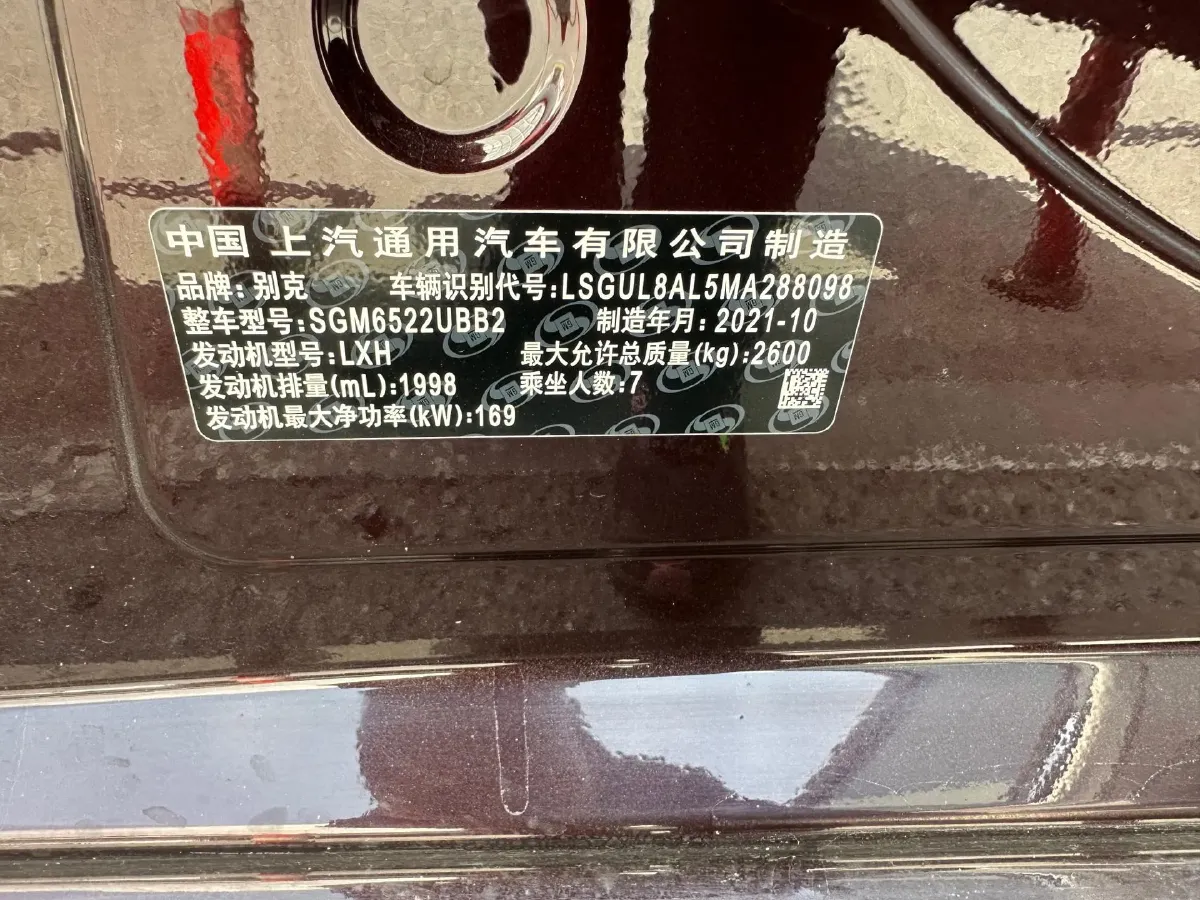 中国 上汽通用汽车有限公司制造
品牌: 别克 车辆识别代号:LSGUL8AL5MA288098
整车型号:SGM6522UBB2 制造年月: 2021-10
发动机型号:LXH 最大允许总质量(kg):2600
发动机排量(mL):1998 乘坐人数:7
发动机最大净功率(kW):169